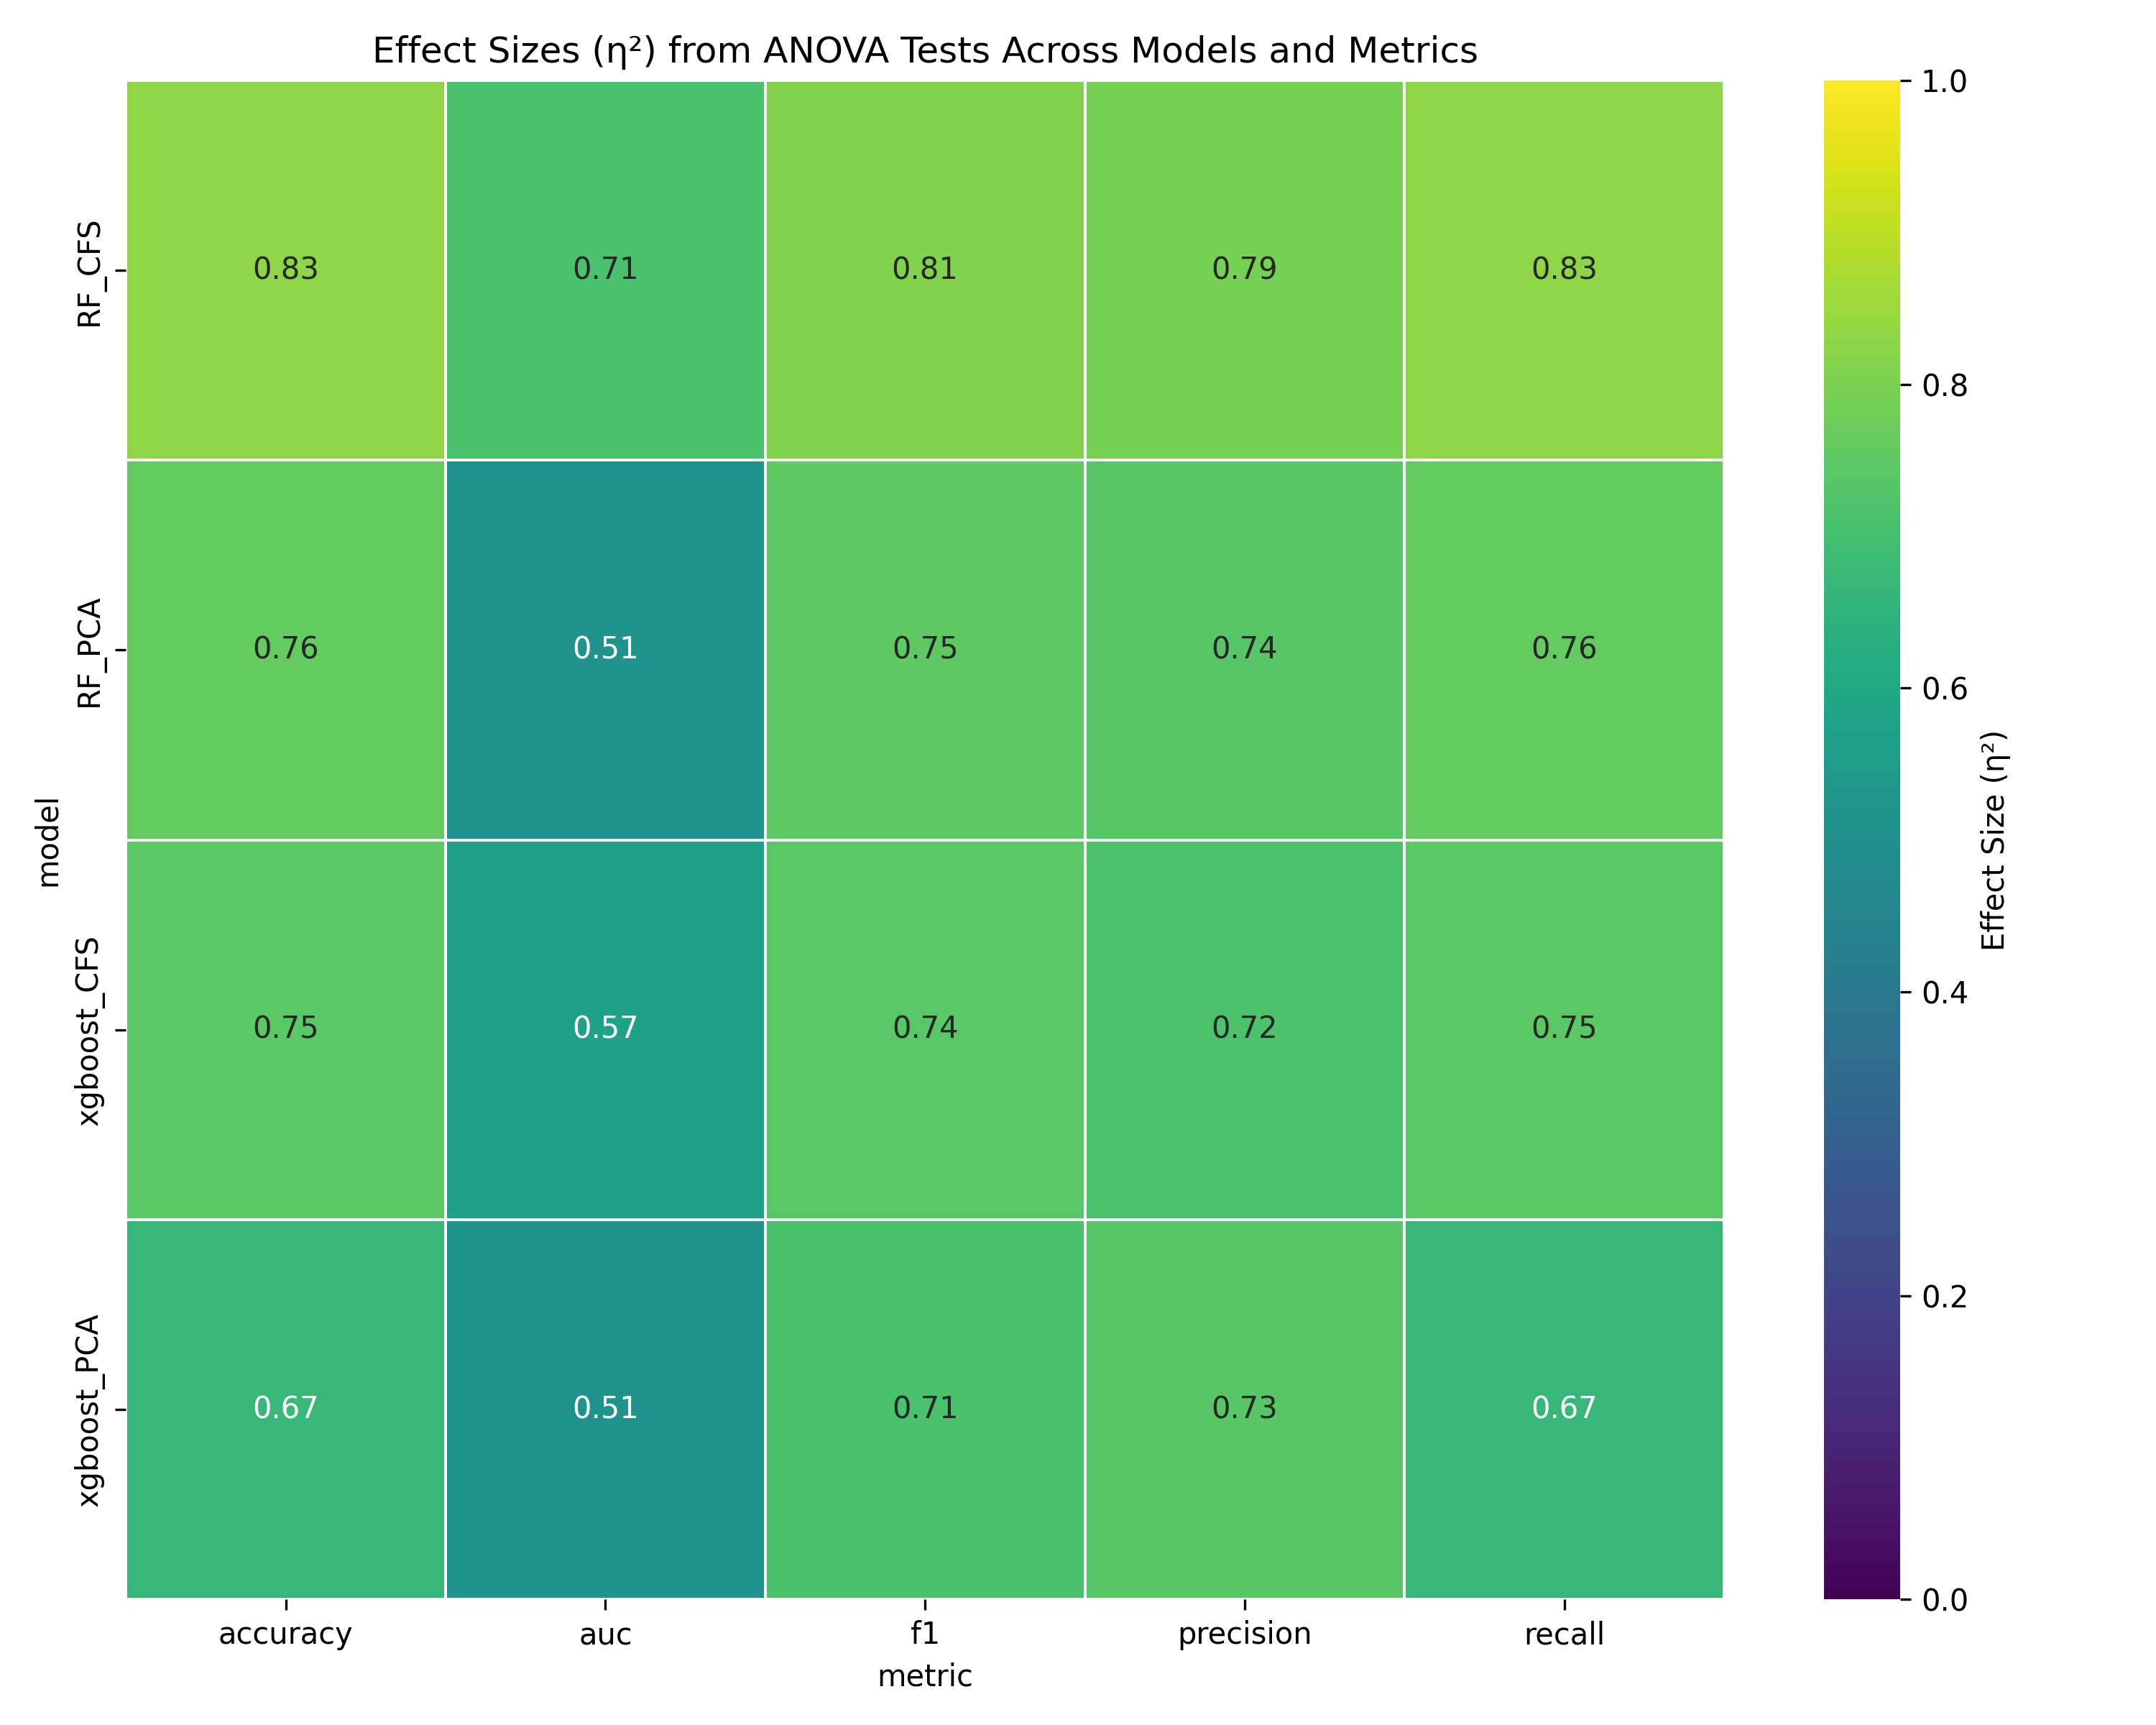 Effect Sizes (η²) from ANOVA Tests Across Models and Metrics
model
RF_CFS
0.83 0.71 0.81 0.79 0.83
RF_PCA
0.76 0.51 0.75 0.74 0.76
xgboost_CFS
0.75 0.57 0.74 0.72 0.75
xgboost_PCA
0.67 0.51 0.71 0.73 0.67
accuracy auc f1 precision recall
metric
1.0
0.8
0.6
0.4
0.2
0.0
Effect Size (η²)